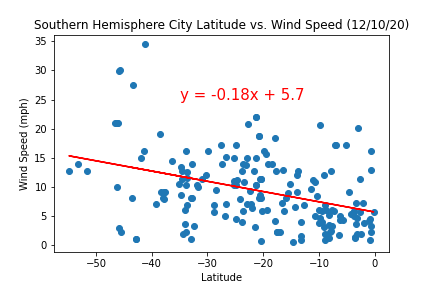 Southern Hemisphere City Latitude vs. Wind Speed (12/10/20)
35
30
25
20
15
10
5
0
Wind Speed (mph)
y = -0.18x + 5.7
−50 −40 −30 −20 −10 0
Latitude